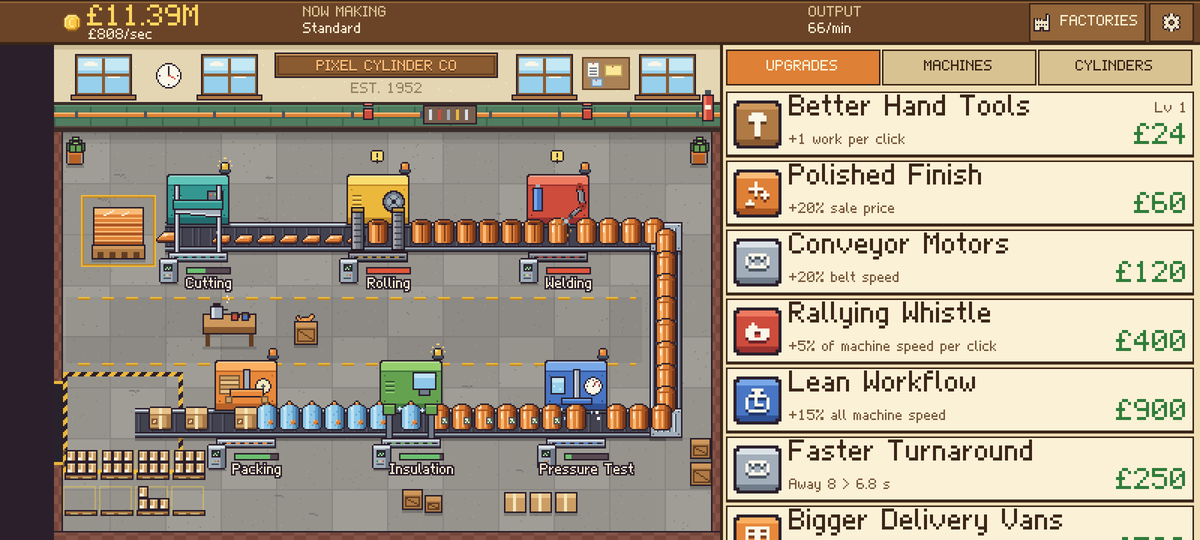 £11.39M
£808/sec
NOW MAKING
Standard
OUTPUT
66/min
FACTORIES
PIXEL CYLINDER CO
EST. 1952
UPGRADES
MACHINES
CYLINDERS
Better Hand Tools
Lv 1
+1 work per click
£24
Polished Finish
+20% sale price
£60
Conveyor Motors
+20% belt speed
£120
Rallying Whistle
+5% of machine speed per click
£400
Lean Workflow
+15% all machine speed
£900
Faster Turnaround
Away 8 > 6.8 s
£250
Bigger Delivery Vans
Cutting
Rolling
Welding
Packing
Insulation
Pressure Test